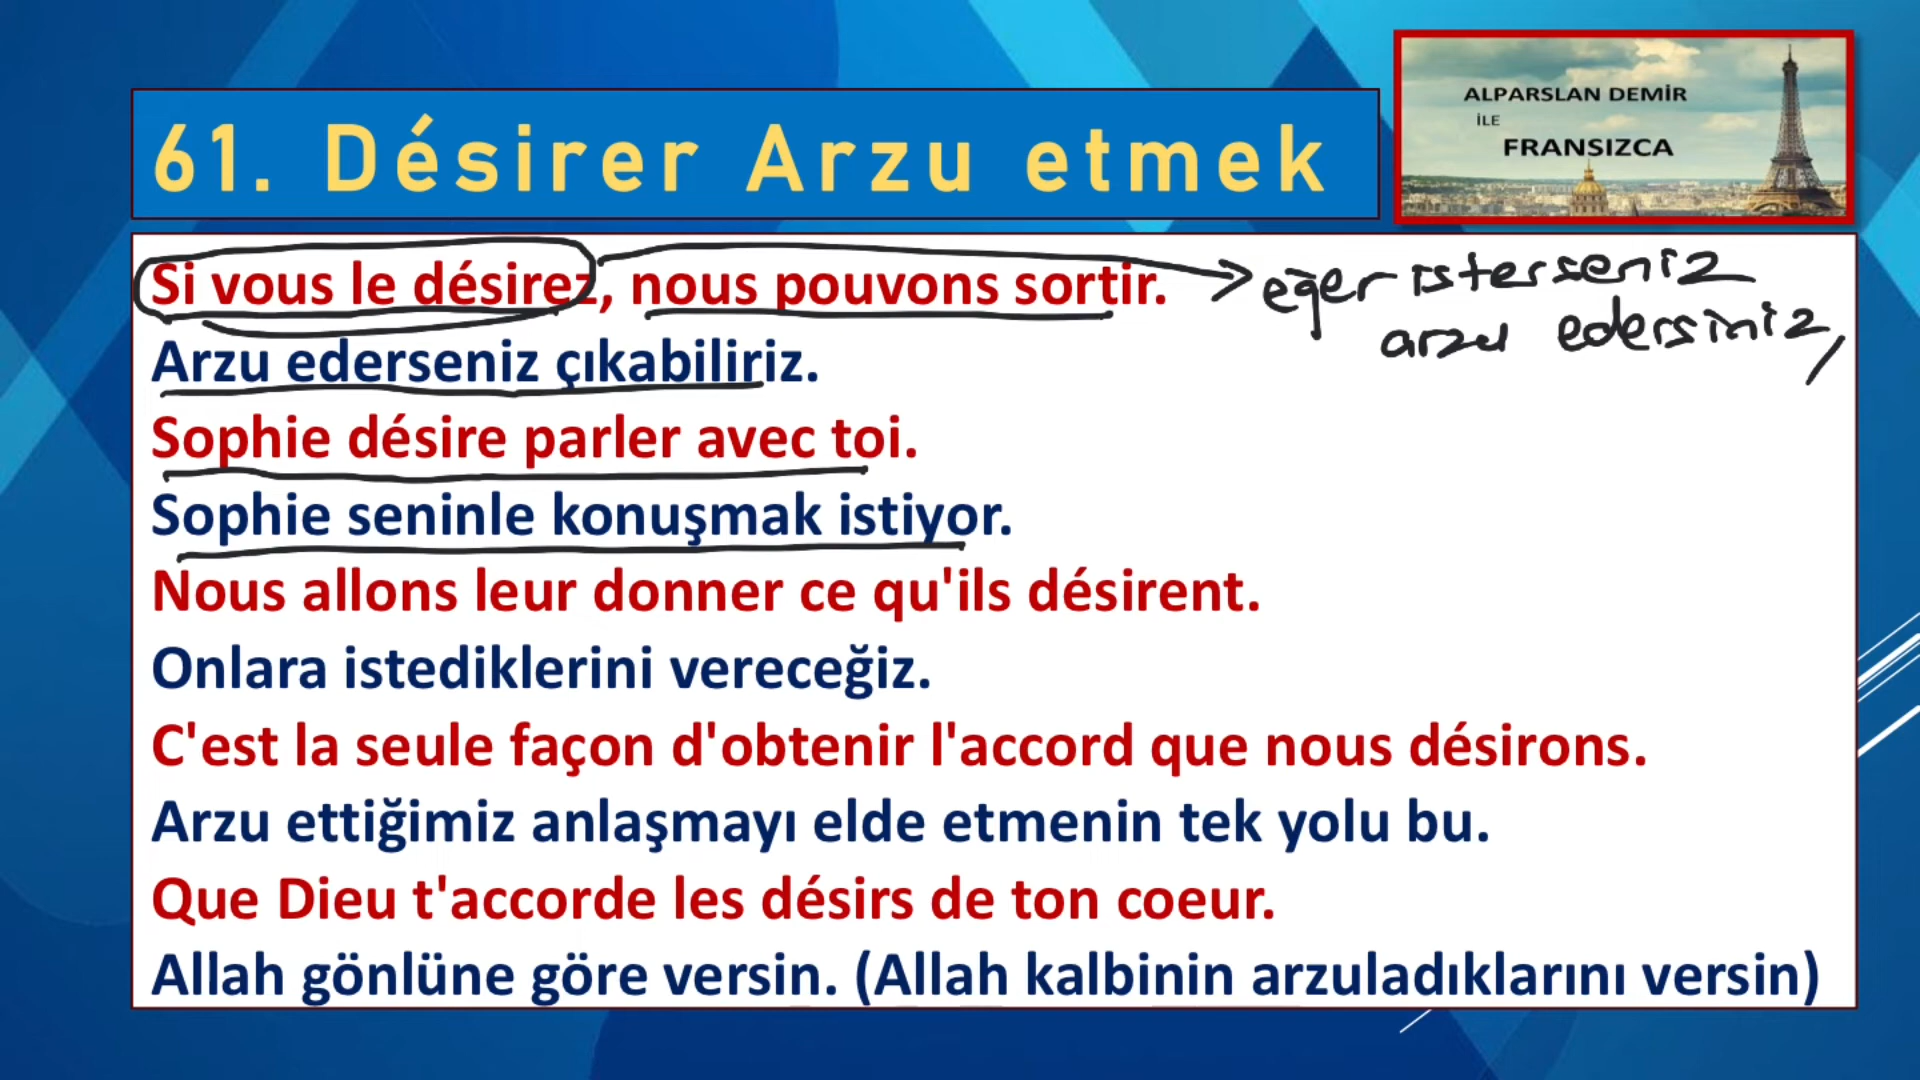 ALPARSLAN DEMİR
İLE
FRANSIZCA
61. Désirer Arzu etmek
Si vous le désirez, nous pouvons sortir.
eğer isterseniz
arzu edersiniz,
Arzu ederseniz çıkabiliriz.
Sophie désire parler avec toi.
Sophie seninle konuşmak istiyor.
Nous allons leur donner ce qu'ils désirent.
Onlara istediklerini vereceğiz.
C'est la seule façon d'obtenir l'accord que nous désirons.
Arzu ettiğimiz anlaşmayı elde etmenin tek yolu bu.
Que Dieu t'accorde les désirs de ton coeur.
Allah gönlüne göre versin. (Allah kalbinin arzuladıklarını versin)